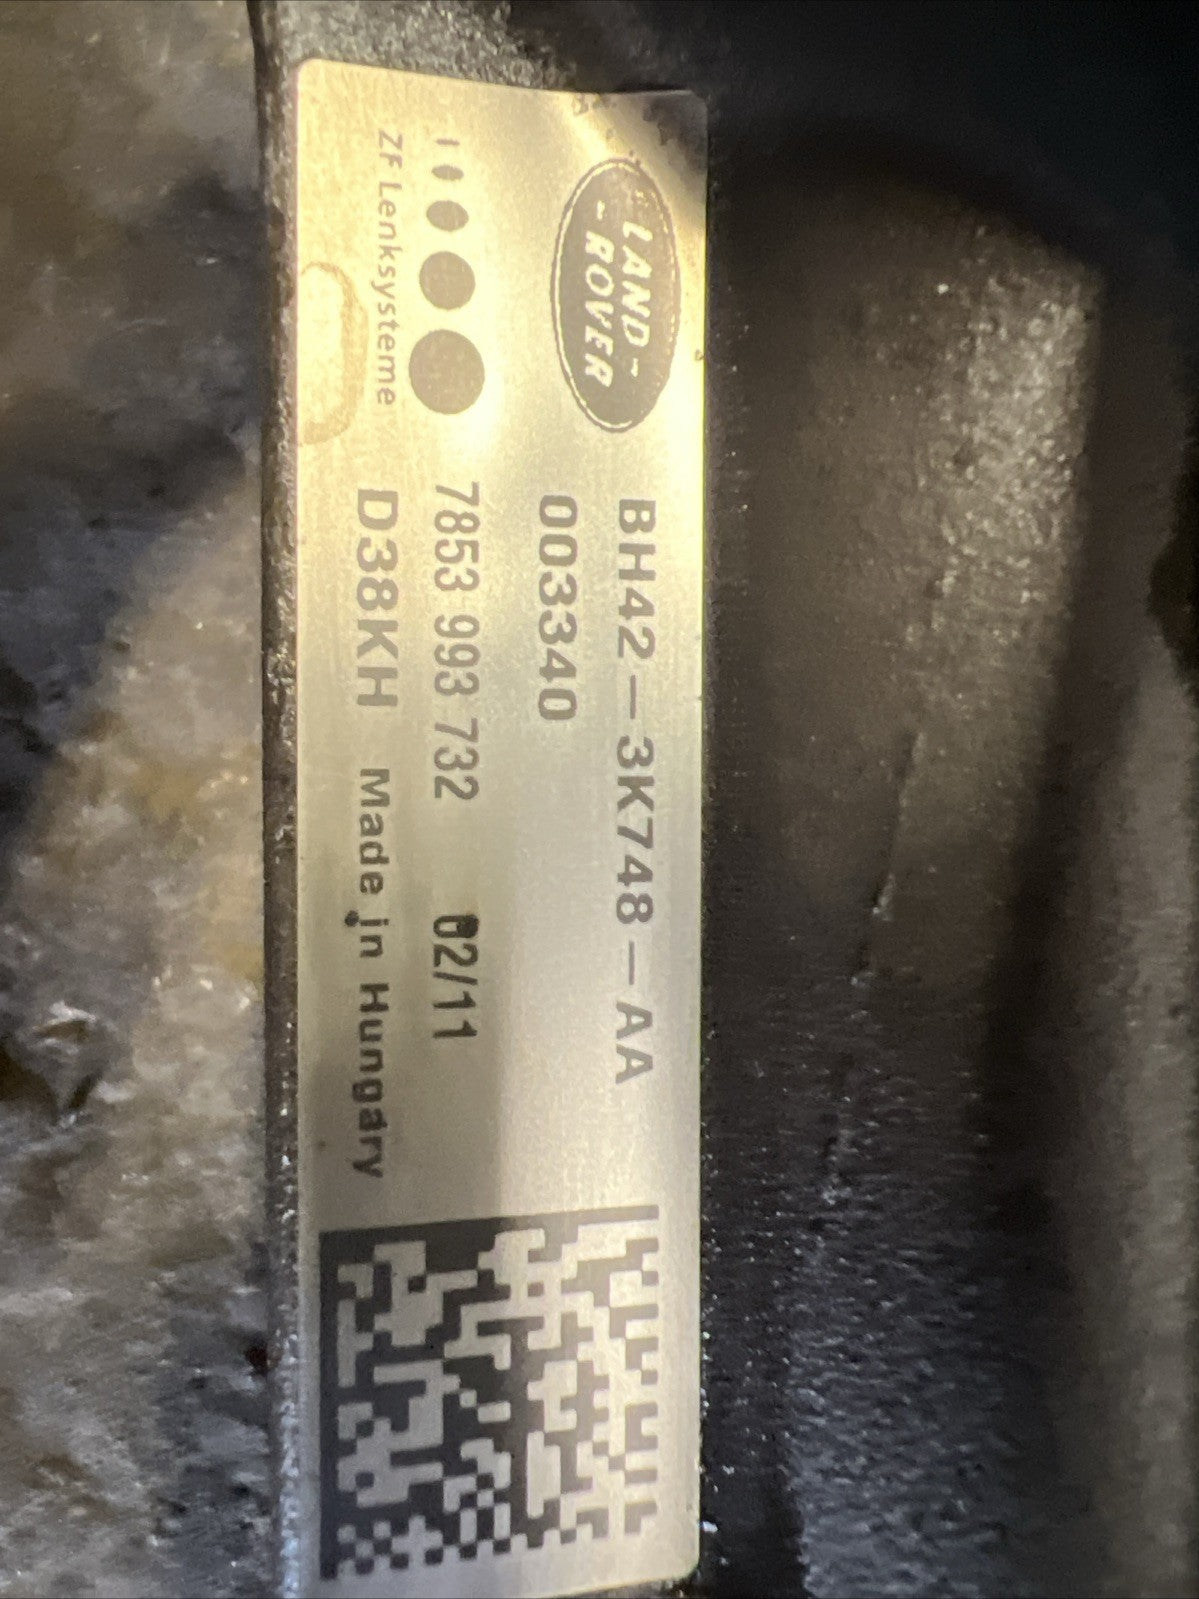 LAND-
-ROVER
BH42-3K748-AA
003340
7853 993 732 02/11
ZF Lenksysteme
D38KH Made in Hungary